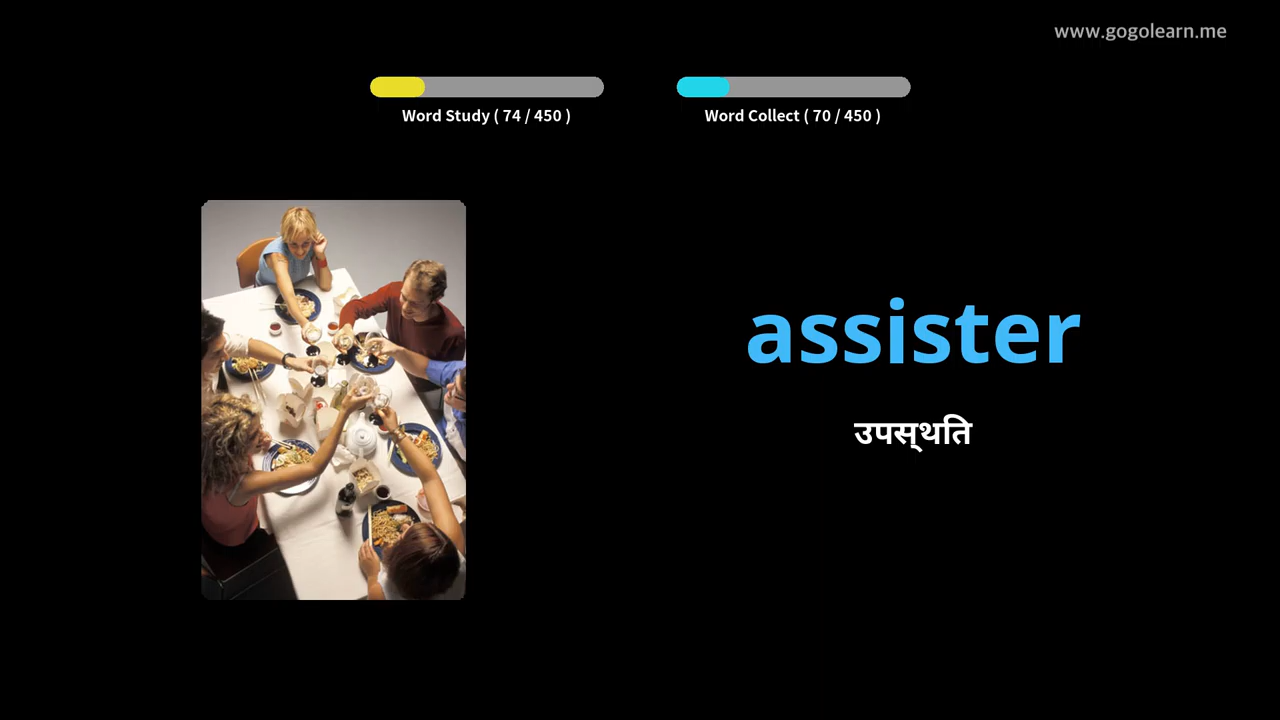 www.gogolearn.me
Word Study ( 74 / 450 )
Word Collect ( 70 / 450 )
assister
उपस्थति